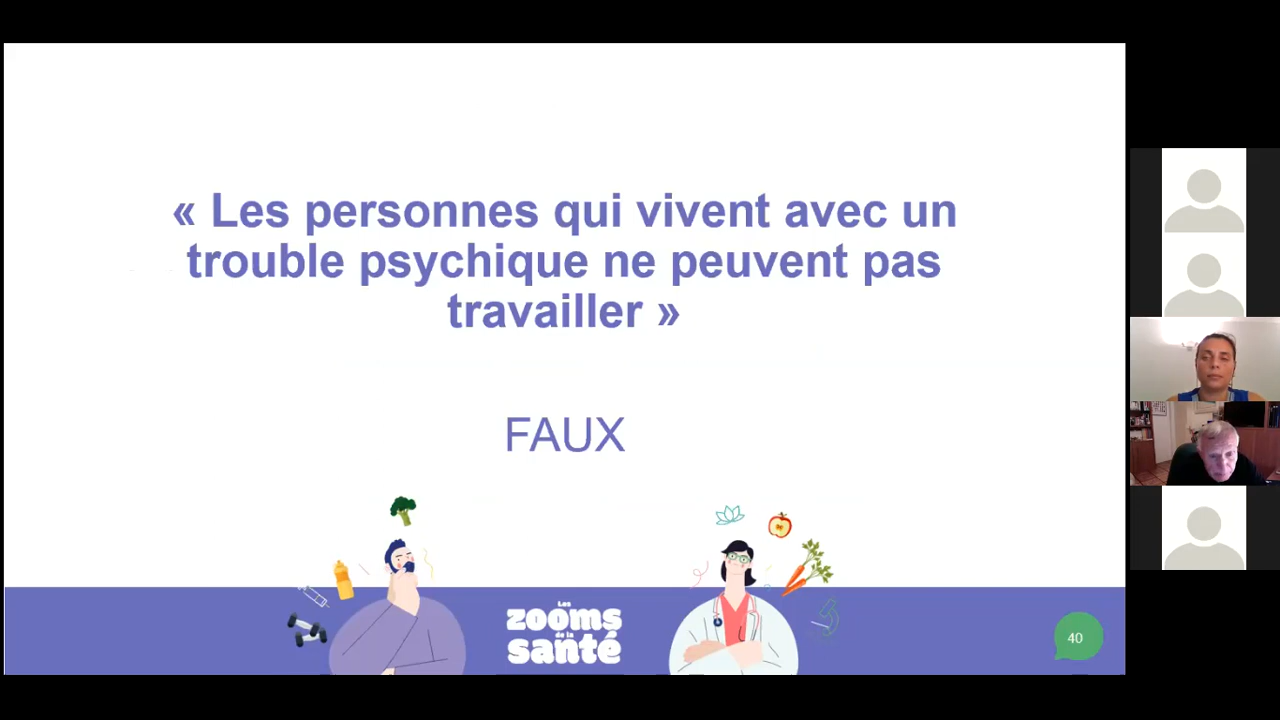 « Les personnes qui vivent avec un
trouble psychique ne peuvent pas
travailler »
FAUX
Les
zooms
de la
santé
40